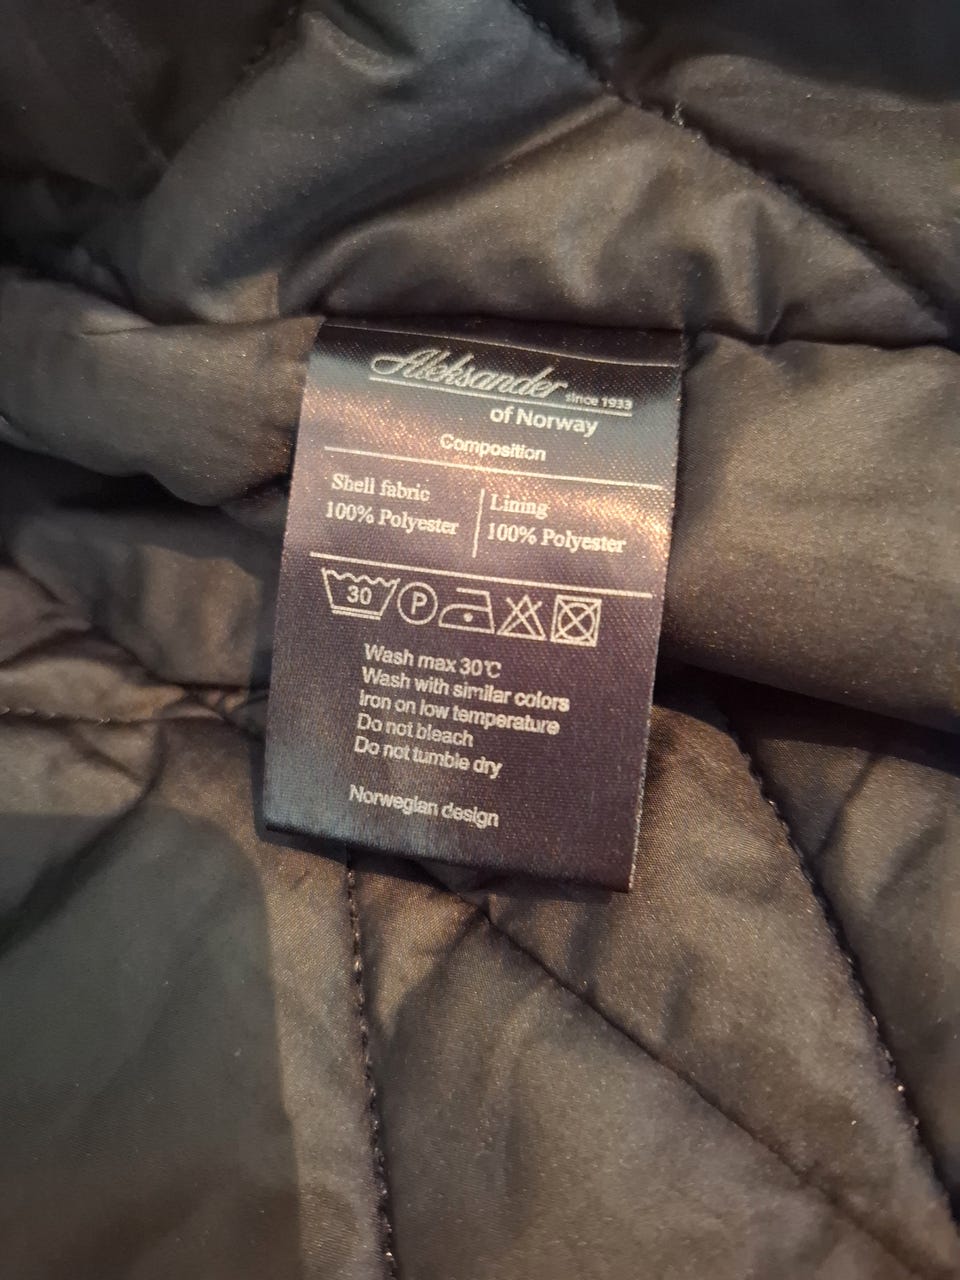 Aleksander since 1933
of Norway
Composition
Shell fabric
100% Polyester
Lining
100% Polyester
30 P
Wash max 30℃
Wash with similar colors
Iron on low temperature
Do not bleach
Do not tumble dry
Norwegian design